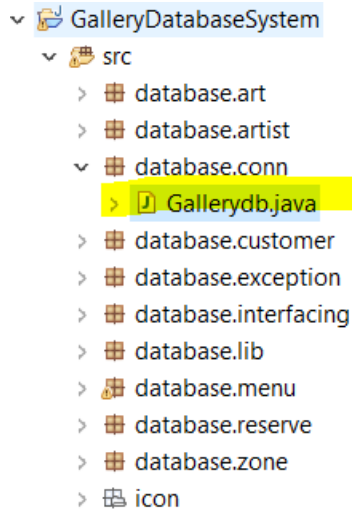 GalleryDatabaseSystem
src
database.art
database.artist
database.conn
Gallerydb.java
database.customer
database.exception
database.interfacing
database.lib
database.menu
database.reserve
database.zone
icon